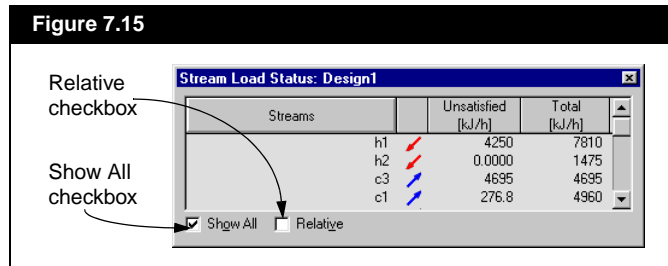 Figure 7.15
Relative
checkbox
Show All
checkbox
Stream Load Status: Design1
Streams
Unsatisfied
[kJ/h]
Total
[kJ/h]
h1 4250 7810
h2 0.0000 1475
c3 4695 4695
c1 276.8 4960
Show All Relative